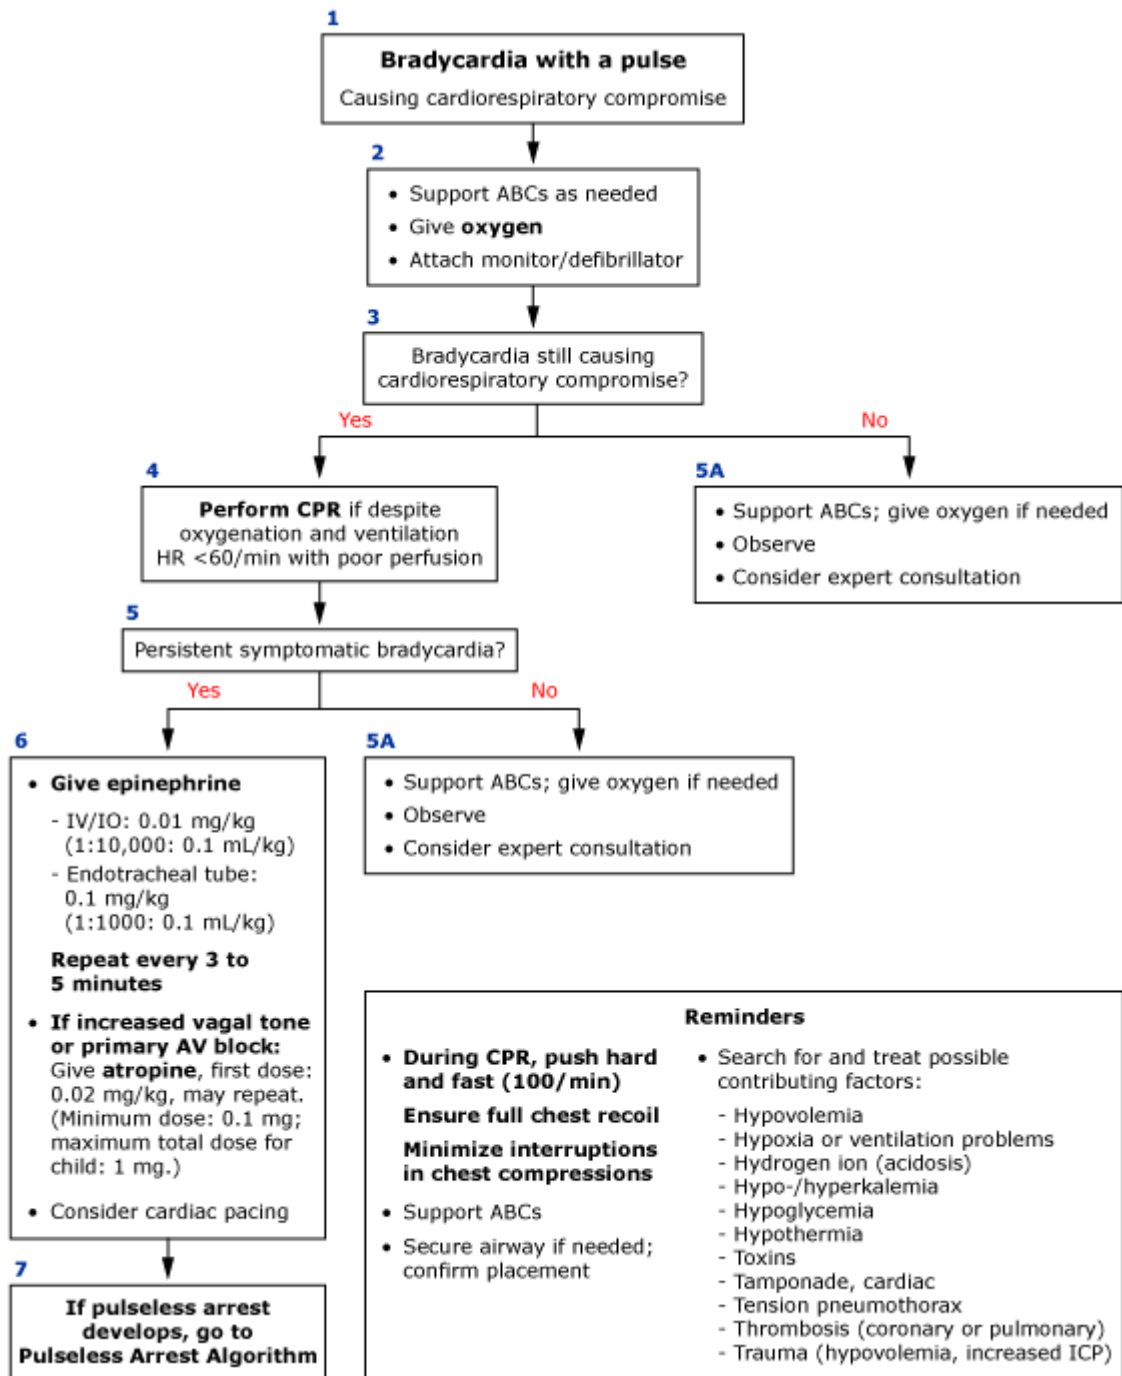 1
Bradycardia with a pulse
Causing cardiorespiratory compromise
2
• Support ABCs as needed
• Give oxygen
• Attach monitor/defibrillator
3
Bradycardia still causing
cardiorespiratory compromise?
Yes
No
4
Perform CPR if despite
oxygenation and ventilation
HR <60/min with poor perfusion
5A
• Support ABCs; give oxygen if needed
• Observe
• Consider expert consultation
5
Persistent symptomatic bradycardia?
Yes
No
6
• Give epinephrine
- IV/IO: 0.01 mg/kg
(1:10,000: 0.1 mL/kg)
- Endotracheal tube:
0.1 mg/kg
(1:1000: 0.1 mL/kg)
Repeat every 3 to
5 minutes
• If increased vagal tone
or primary AV block:
Give atropine, first dose:
0.02 mg/kg, may repeat.
(Minimum dose: 0.1 mg;
maximum total dose for
child: 1 mg.)
• Consider cardiac pacing
5A
• Support ABCs; give oxygen if needed
• Observe
• Consider expert consultation
7
If pulseless arrest
develops, go to
Pulseless Arrest Algorithm
Reminders
• During CPR, push hard
and fast (100/min)
Ensure full chest recoil
Minimize interruptions
in chest compressions
• Support ABCs
• Secure airway if needed;
confirm placement
• Search for and treat possible
contributing factors:
- Hypovolemia
- Hypoxia or ventilation problems
- Hydrogen ion (acidosis)
- Hypo-/hyperkalemia
- Hypoglycemia
- Hypothermia
- Toxins
- Tamponade, cardiac
- Tension pneumothorax
- Thrombosis (coronary or pulmonary)
- Trauma (hypovolemia, increased ICP)